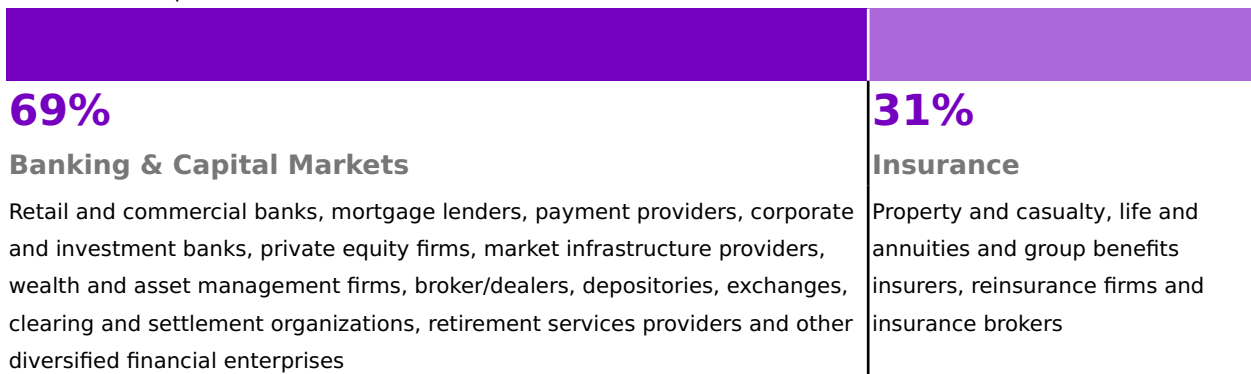 69%
Banking & Capital Markets
Retail and commercial banks, mortgage lenders, payment providers, corporate
and investment banks, private equity firms, market infrastructure providers,
wealth and asset management firms, broker/dealers, depositories, exchanges,
clearing and settlement organizations, retirement services providers and other
diversified financial enterprises
31%
Insurance
Property and casualty, life and
annuities and group benefits
insurers, reinsurance firms and
insurance brokers